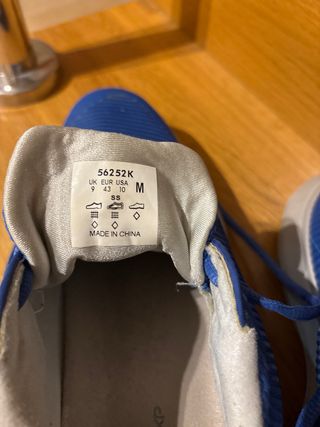 56252K
UK EUR USA M
9 43 10
SS
MADE IN CHINA